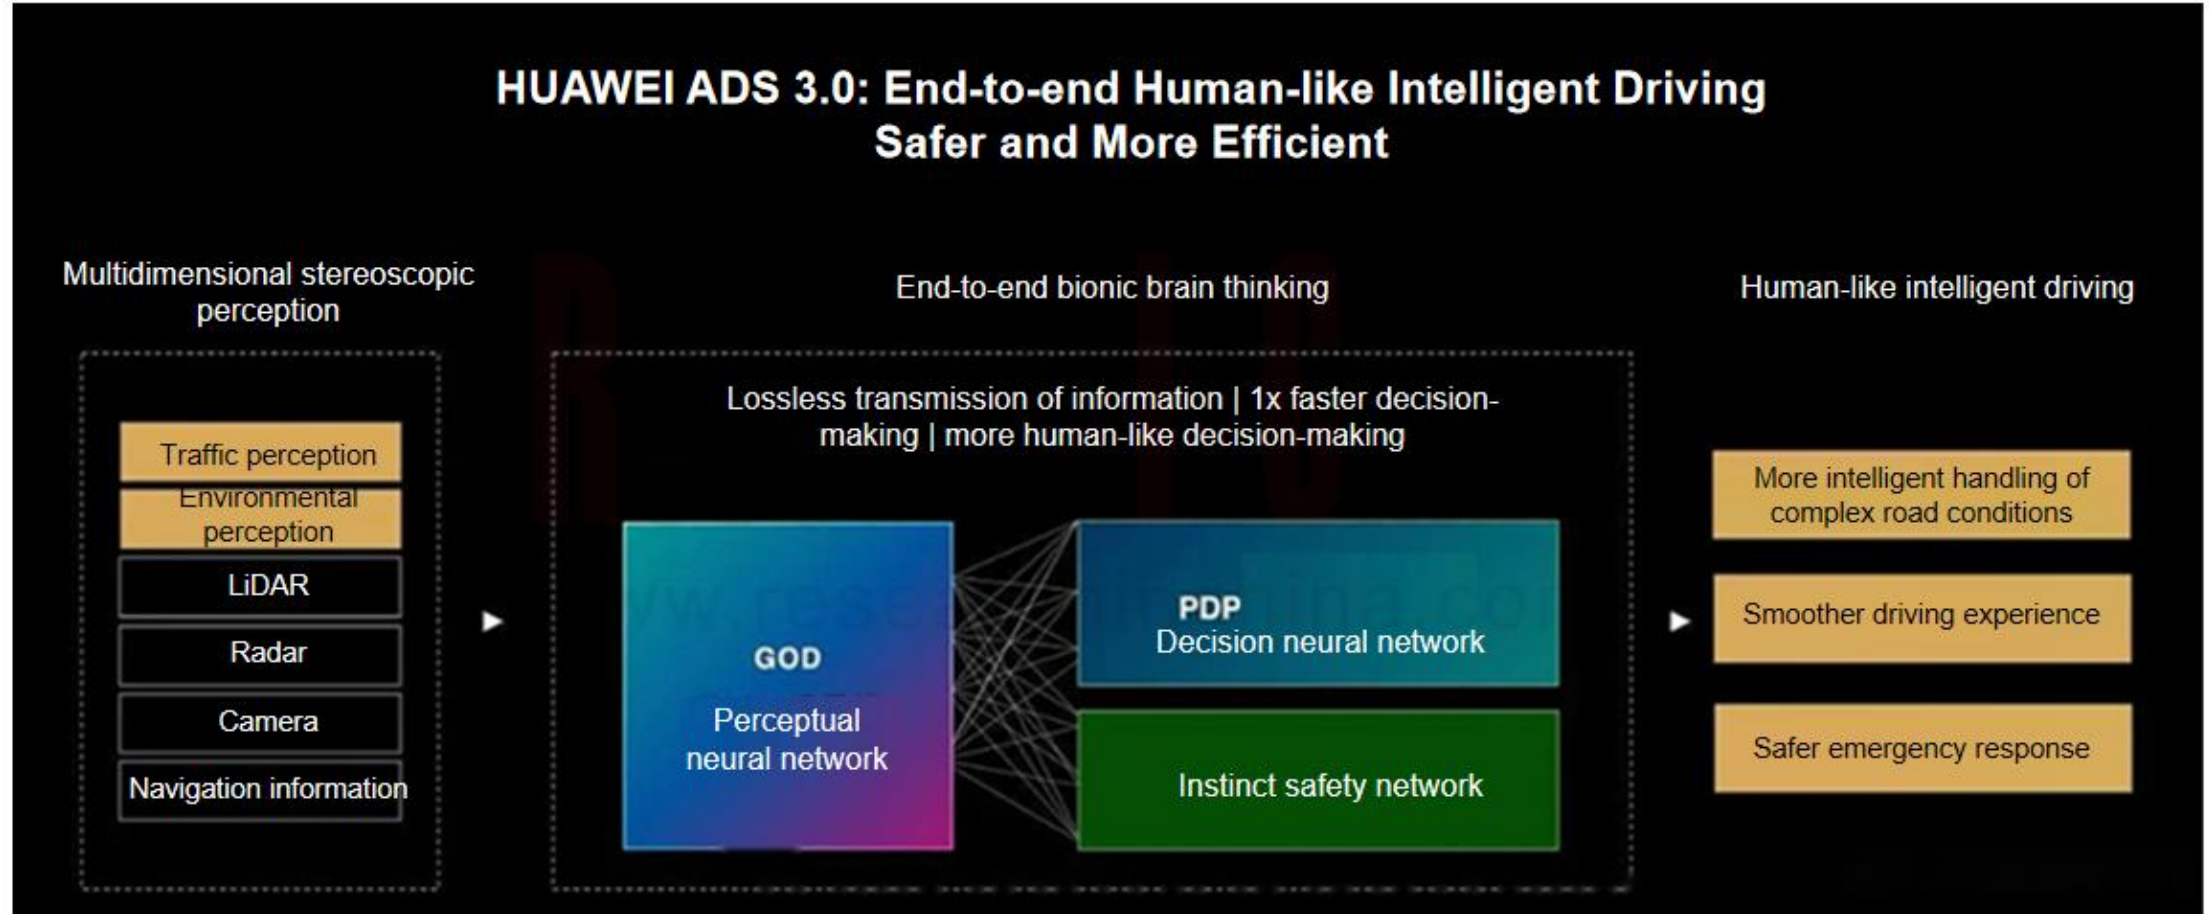 HUAWEI ADS 3.0: End-to-end Human-like Intelligent Driving
Safer and More Efficient
Multidimensional stereoscopic
perception
Traffic perception
Environmental
perception
LiDAR
Radar
Camera
Navigation information
End-to-end bionic brain thinking
Lossless transmission of information | 1x faster decision-
making | more human-like decision-making
GOD
Perceptual
neural network
PDP
Decision neural network
Instinct safety network
Human-like intelligent driving
More intelligent handling of
complex road conditions
Smoother driving experience
Safer emergency response